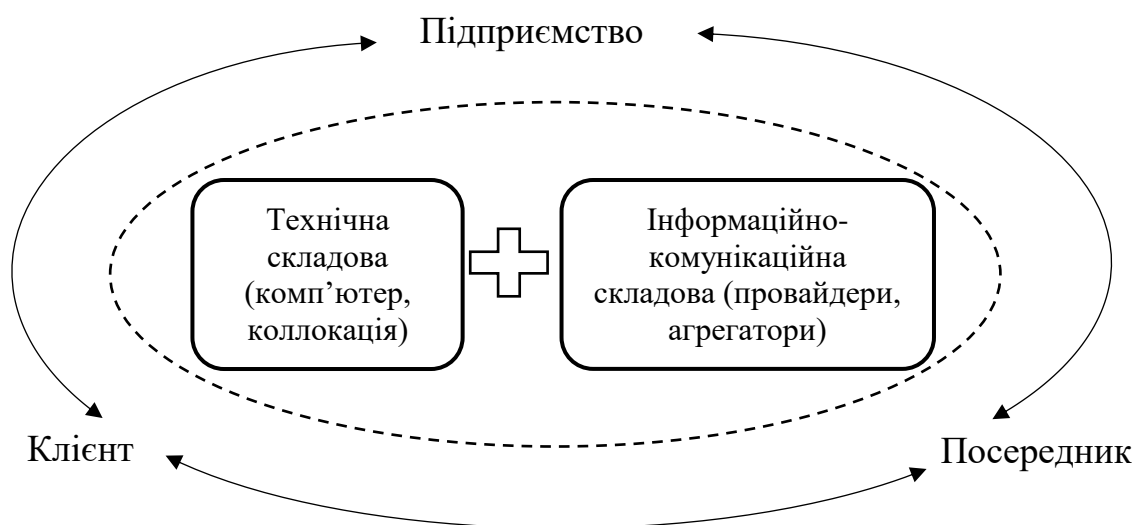 Підприємство
Технічна
складова
(комп’ютер,
коллокація)
Інформаційно-
комунікаційна
складова (провайдери,
агрегатори)
Клієнт
Посередник